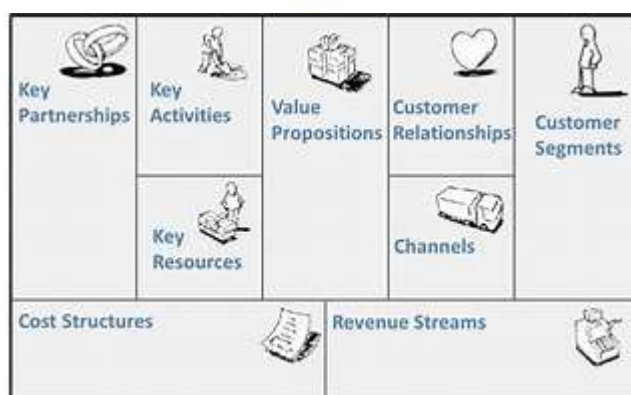 Key
Partnerships
Key
Activities
Value
Propositions
Customer
Relationships
Customer
Segments
Key
Resources
Channels
Cost Structures
Revenue Streams